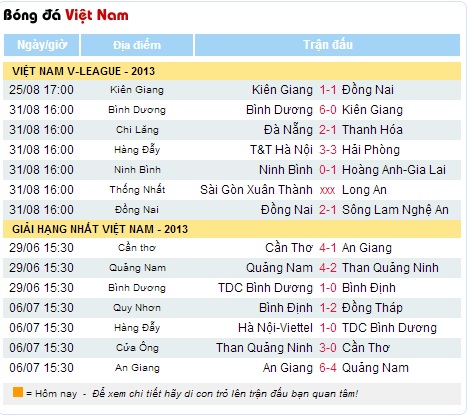 Bóng đá Việt Nam
Ngày/giờ Địa điểm Trận đấu
VIỆT NAM V-LEAGUE - 2013
25/08 17:00 Kiên Giang Kiên Giang 1-1 Đồng Nai
31/08 16:00 Bình Dương Bình Dương 6-0 Kiên Giang
31/08 16:00 Chi Lăng Đà Nẵng 2-1 Thanh Hóa
31/08 16:00 Hàng Đẫy T&T Hà Nội 3-3 Hải Phòng
31/08 16:00 Ninh Bình Ninh Bình 0-1 Hoàng Anh-Gia Lai
31/08 16:00 Thống Nhất Sài Gòn Xuân Thành xxx Long An
31/08 16:00 Đồng Nai Đồng Nai 2-1 Sông Lam Nghệ An
GIẢI HẠNG NHẤT VIỆT NAM - 2013
29/06 15:30 Cần thơ Cần Thơ 4-1 An Giang
29/06 15:30 Quảng Nam Quảng Nam 4-2 Than Quảng Ninh
29/06 15:30 Bình Dương TDC Bình Dương 1-0 Bình Định
06/07 15:30 Quy Nhơn Bình Định 1-2 Đồng Tháp
06/07 15:30 Hàng Đẫy Hà Nội-Viettel 1-0 TDC Bình Dương
06/07 15:30 Cửa Ông Than Quảng Ninh 3-0 Cần Thơ
06/07 15:30 An Giang An Giang 6-4 Quảng Nam
= Hôm nay - Để xem chi tiết hãy di con trỏ lên trận đấu bạn quan tâm!